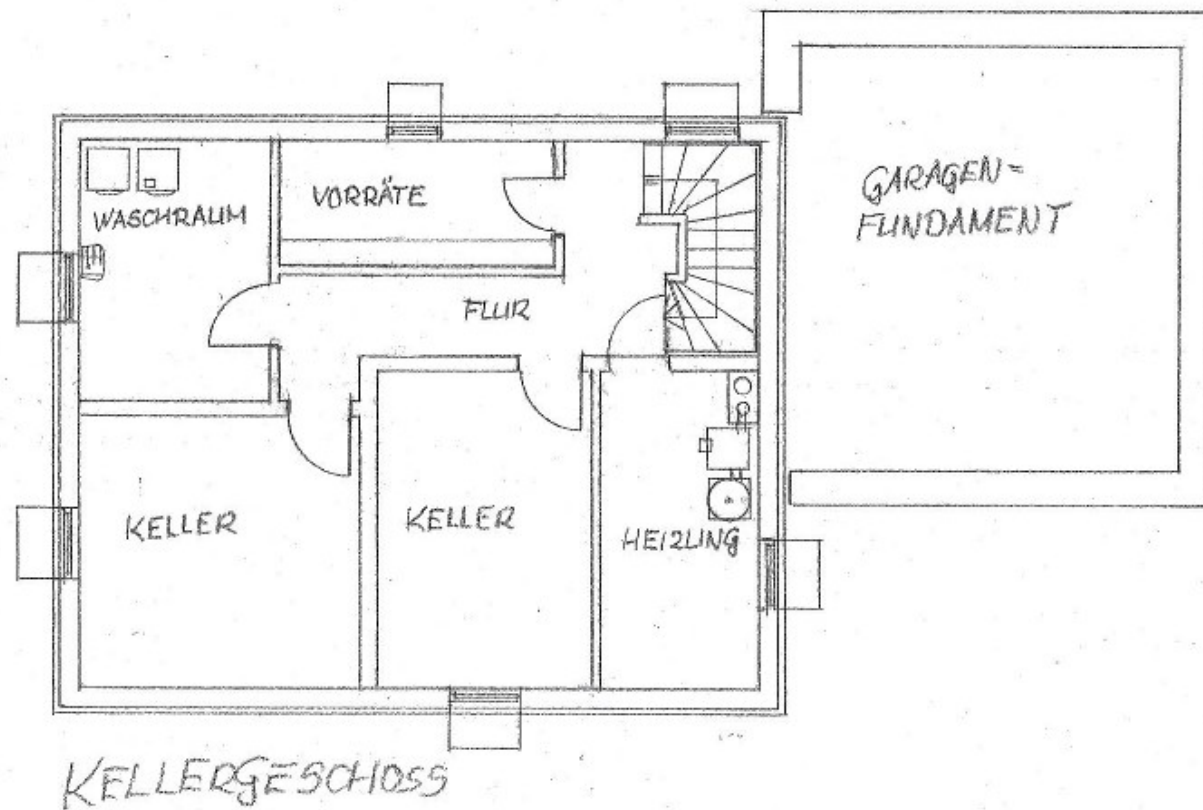 VORRÄTE
WASCHRAUM
GARAGEN=
FUNDAMENT
FLUR
KELLER
KELLER
HEIZUNG
KELLERGESCHOSS